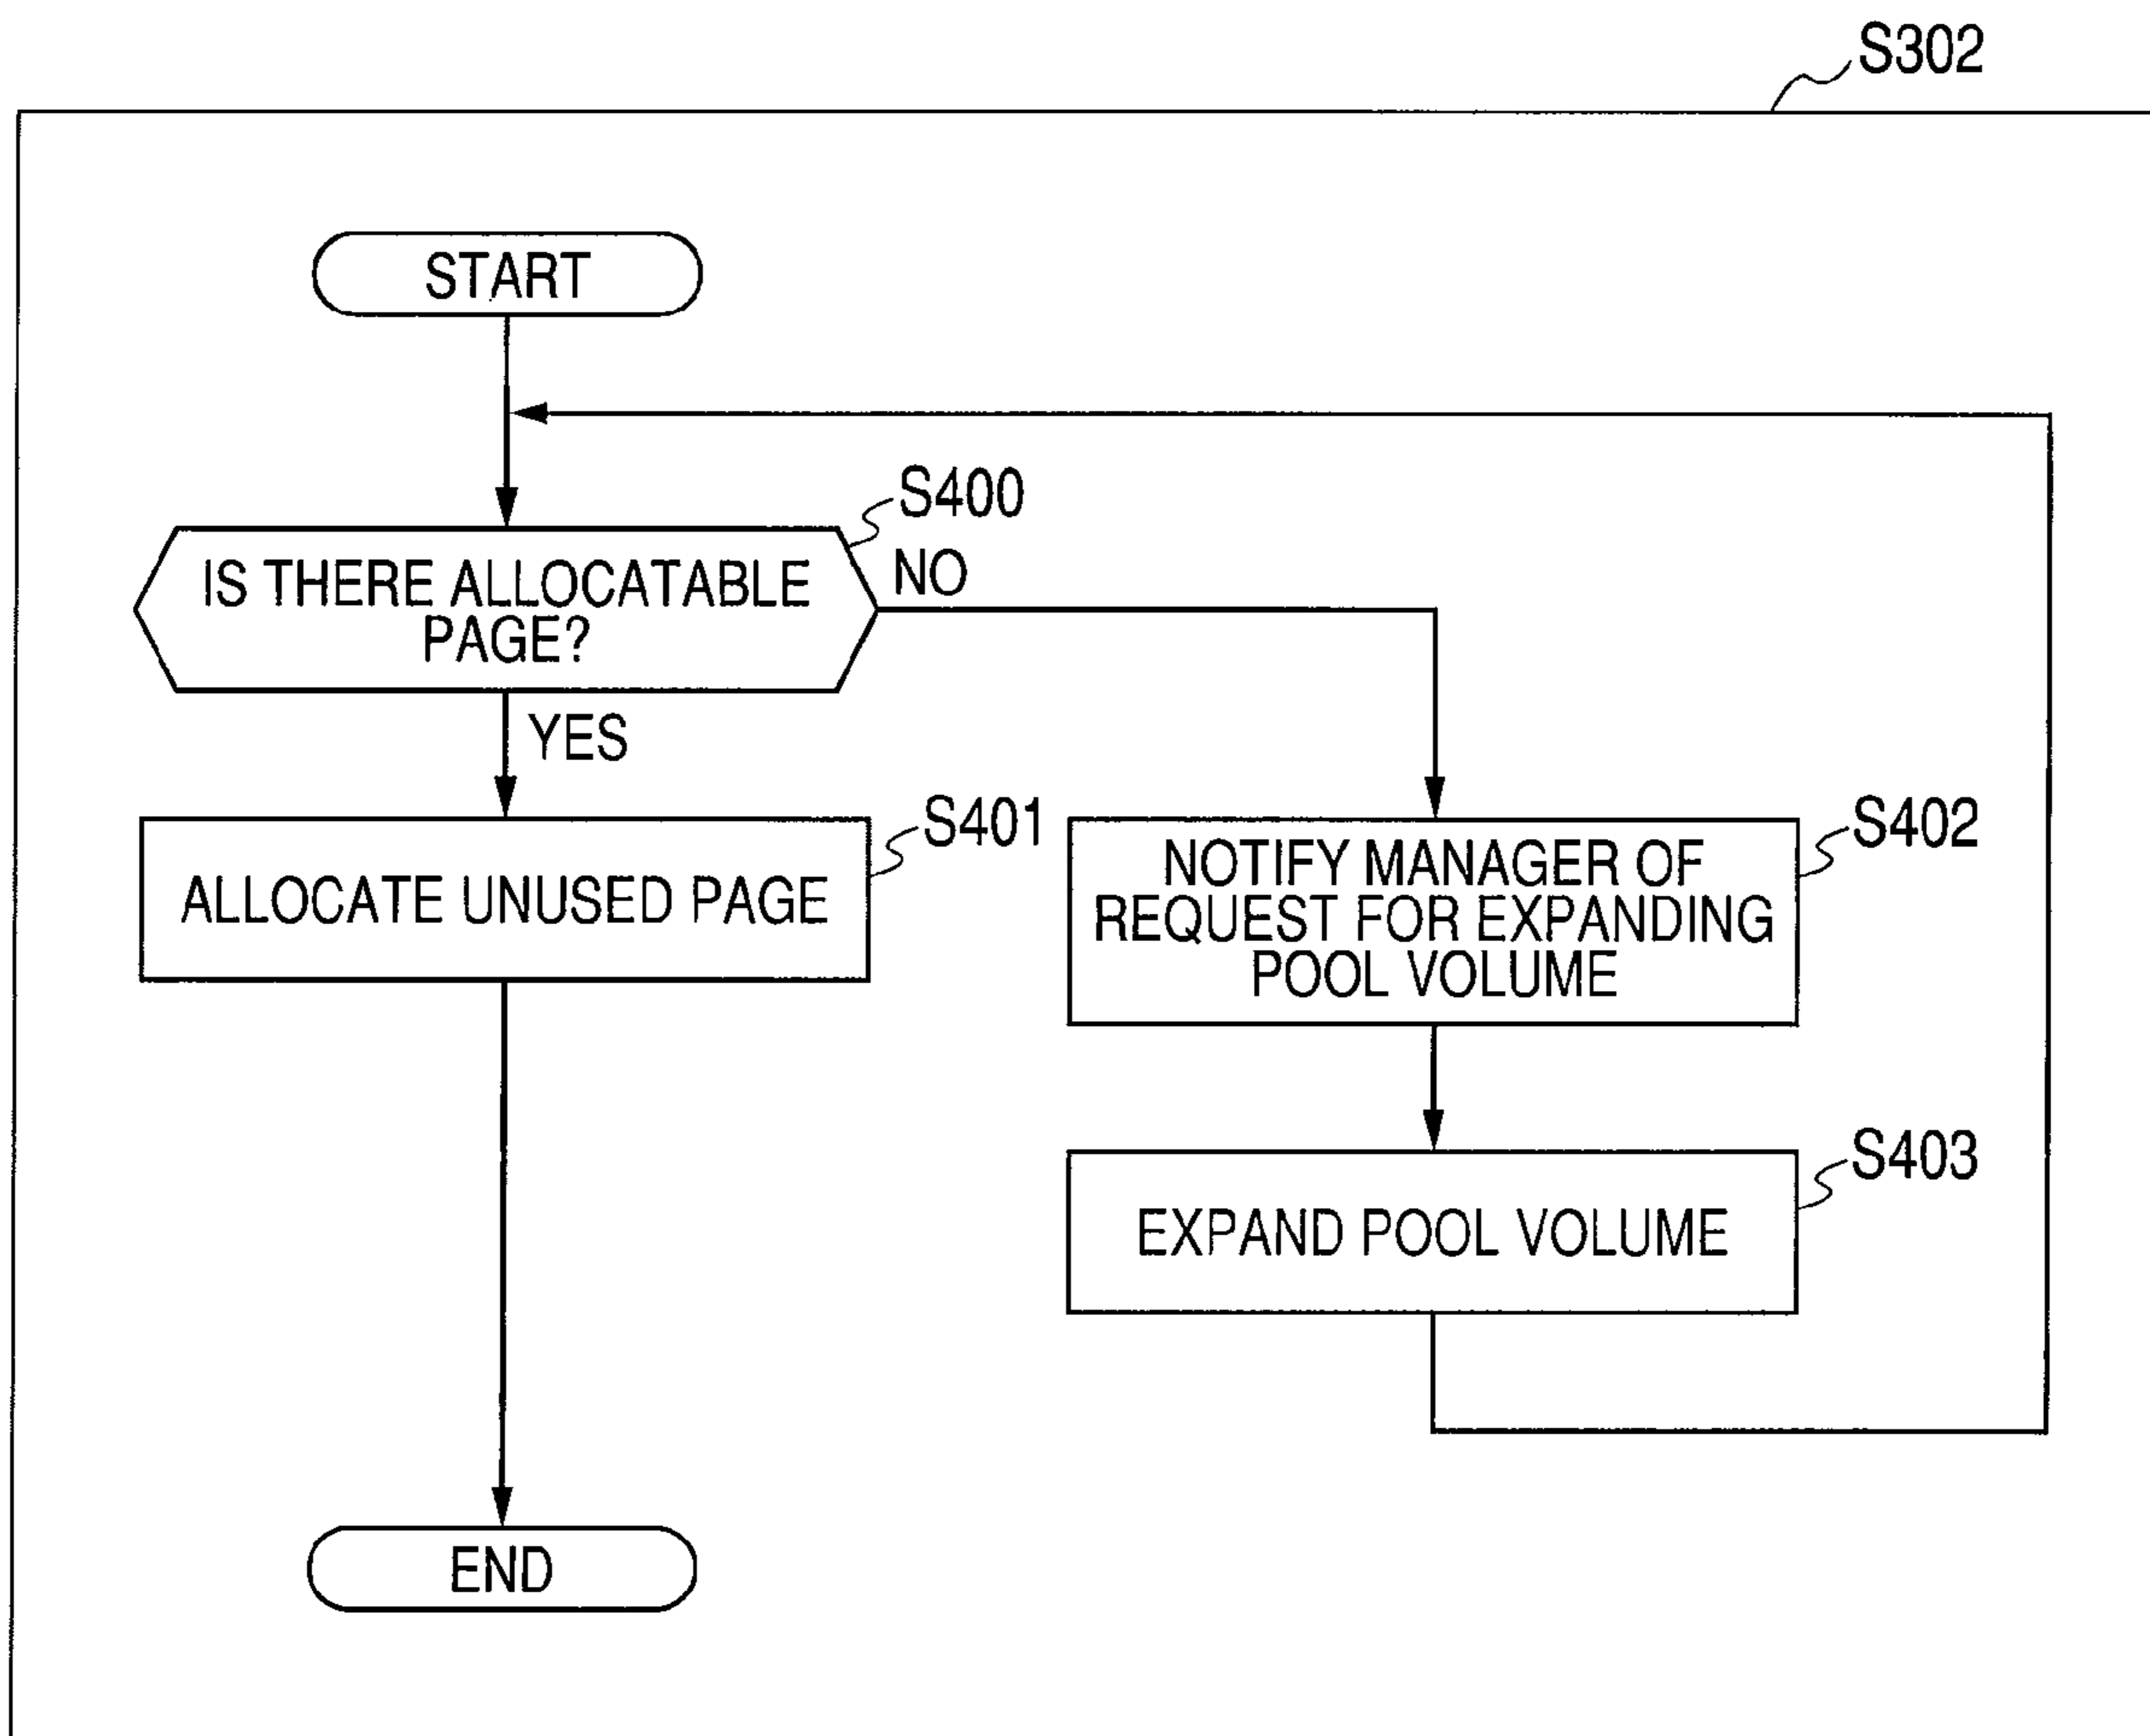 S302
START
S400
IS THERE ALLOCATABLE
PAGE?
NO
YES
S401
ALLOCATE UNUSED PAGE
S402
NOTIFY MANAGER OF
REQUEST FOR EXPANDING
POOL VOLUME
S403
EXPAND POOL VOLUME
END